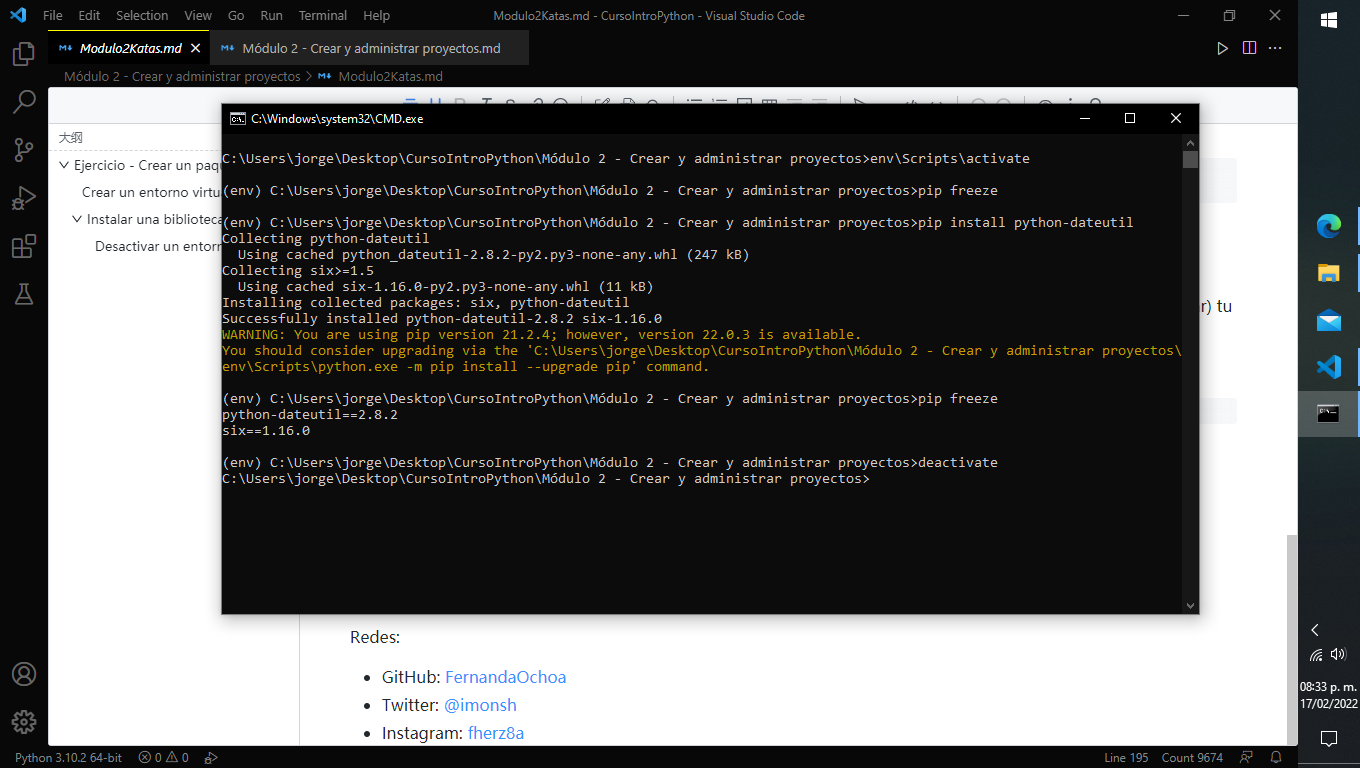 File Edit Selection View Go Run Terminal Help
Modulo2Katas.md - CursoIntroPython - Visual Studio Code
Modulo2Katas.md
Módulo 2 - Crear y administrar proyectos.md
Módulo 2 - Crear y administrar proyectos > Modulo2Katas.md
大纲
Ejercicio - Crear un
Crear un entorno
Instalar una biblioteca
Desactivar un
C:\Windows\system32\CMD.exe
C:\Users\jorge\Desktop\CursoIntroPython\Módulo 2 - Crear y administrar proyectos>env\Scripts\activate
(env) C:\Users\jorge\Desktop\CursoIntroPython\Módulo 2 - Crear y administrar proyectos>pip freeze
(env) C:\Users\jorge\Desktop\CursoIntroPython\Módulo 2 - Crear y administrar proyectos>pip install python-dateutil
Collecting python-dateutil
Using cached python_dateutil-2.8.2-py2.py3-none-any.whl (247 kB)
Collecting six>=1.5
Using cached six-1.16.0-py2.py3-none-any.whl (11 kB)
Installing collected packages: six, python-dateutil
Successfully installed python-dateutil-2.8.2 six-1.16.0
WARNING: You are using pip version 21.2.4; however, version 22.0.3 is available.
You should consider upgrading via the 'C:\Users\jorge\Desktop\CursoIntroPython\Módulo 2 - Crear y administrar proyectos\
env\Scripts\python.exe -m pip install --upgrade pip' command.
(env) C:\Users\jorge\Desktop\CursoIntroPython\Módulo 2 - Crear y administrar proyectos>pip freeze
python-dateutil==2.8.2
six==1.16.0
(env) C:\Users\jorge\Desktop\CursoIntroPython\Módulo 2 - Crear y administrar proyectos>deactivate
C:\Users\jorge\Desktop\CursoIntroPython\Módulo 2 - Crear y administrar proyectos>
tu
Redes:
GitHub: FernandaOchoa
Twitter: @imonsh
Instagram: fherz8a
Python 3.10.2 64-bit
0 0
Line 195
Count 9674
08:33 p. m.
17/02/2022